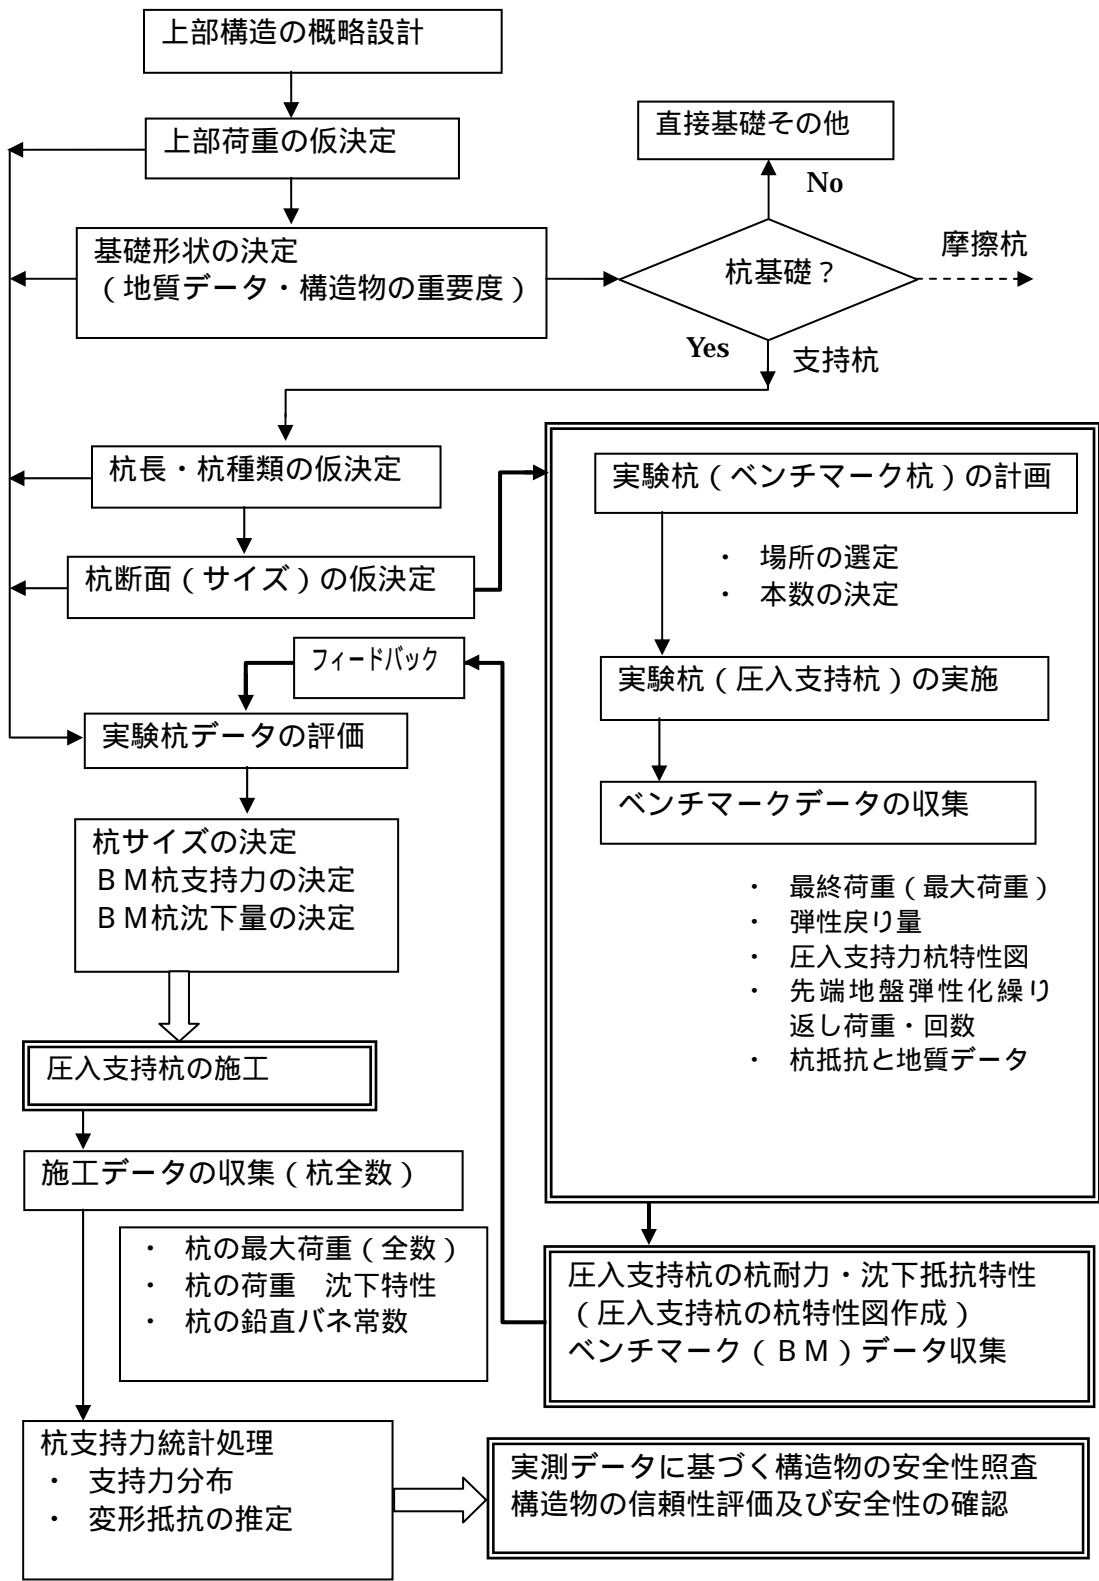 上部構造の概略設計
上部荷重の仮決定
直接基礎その他
No
基礎形状の決定
（地質データ・構造物の重要度）
杭基礎？
摩擦杭
Yes
支持杭
杭長・杭種類の仮決定
杭断面（サイズ）の仮決定
実験杭（ベンチマーク杭）の計画
・ 場所の選定
・ 本数の決定
実験杭（圧入支持杭）の実施
ベンチマークデータの収集
・ 最終荷重（最大荷重）
・ 弾性戻り量
・ 圧入支持力杭特性図
・ 先端地盤弾性化繰り
返し荷重・回数
・ 杭抵抗と地質データ
圧入支持杭の杭耐力・沈下抵抗特性
（圧入支持杭の杭特性図作成）
ベンチマーク（ＢＭ）データ収集
フィードバック
実験杭データの評価
杭サイズの決定
ＢＭ杭支持力の決定
ＢＭ杭沈下量の決定
圧入支持杭の施工
施工データの収集（杭全数）
・ 杭の最大荷重（全数）
・ 杭の荷重　沈下特性
・ 杭の鉛直バネ常数
杭支持力統計処理
・ 支持力分布
・ 変形抵抗の推定
実測データに基づく構造物の安全性照査
構造物の信頼性評価及び安全性の確認